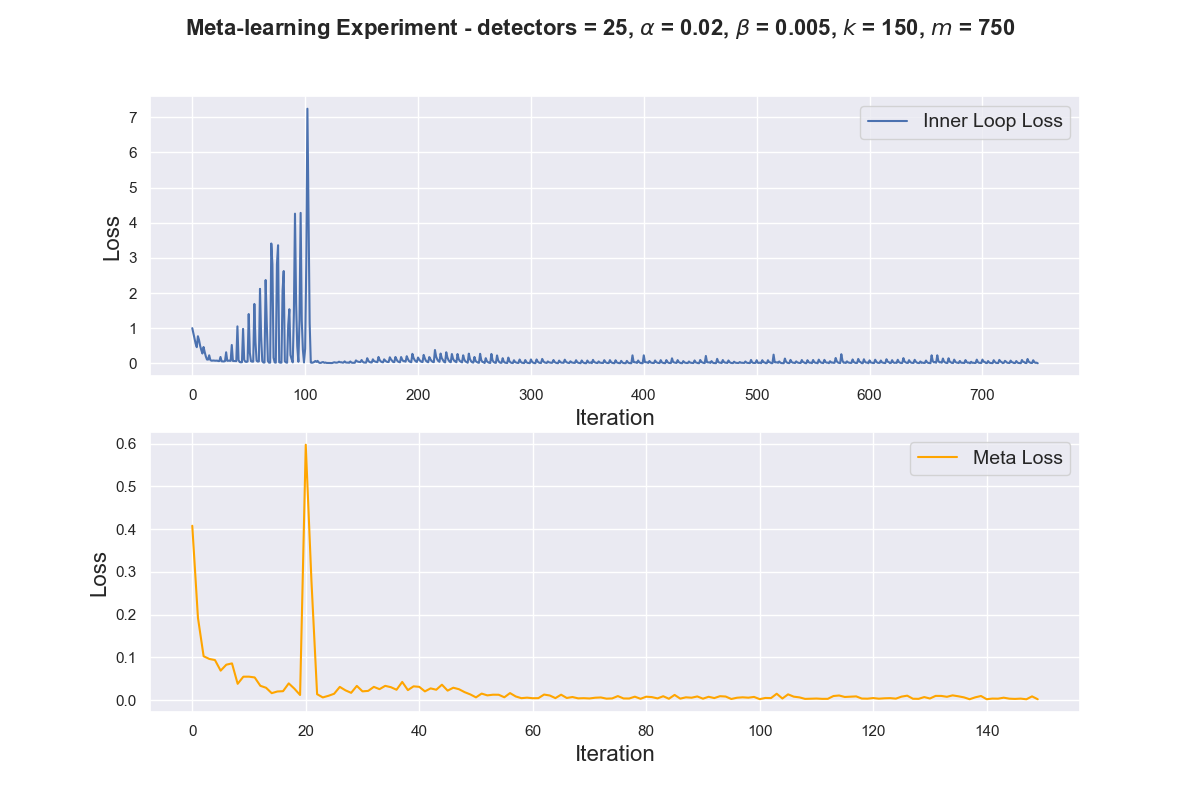 Meta-learning Experiment - detectors = 25, α = 0.02, β = 0.005, k = 150, m = 750
Inner Loop Loss
Loss
7
6
5
4
3
2
1
0
0 100 200 300 400 500 600 700
Iteration
Meta Loss
Loss
0.6
0.5
0.4
0.3
0.2
0.1
0.0
0 20 40 60 80 100 120 140
Iteration